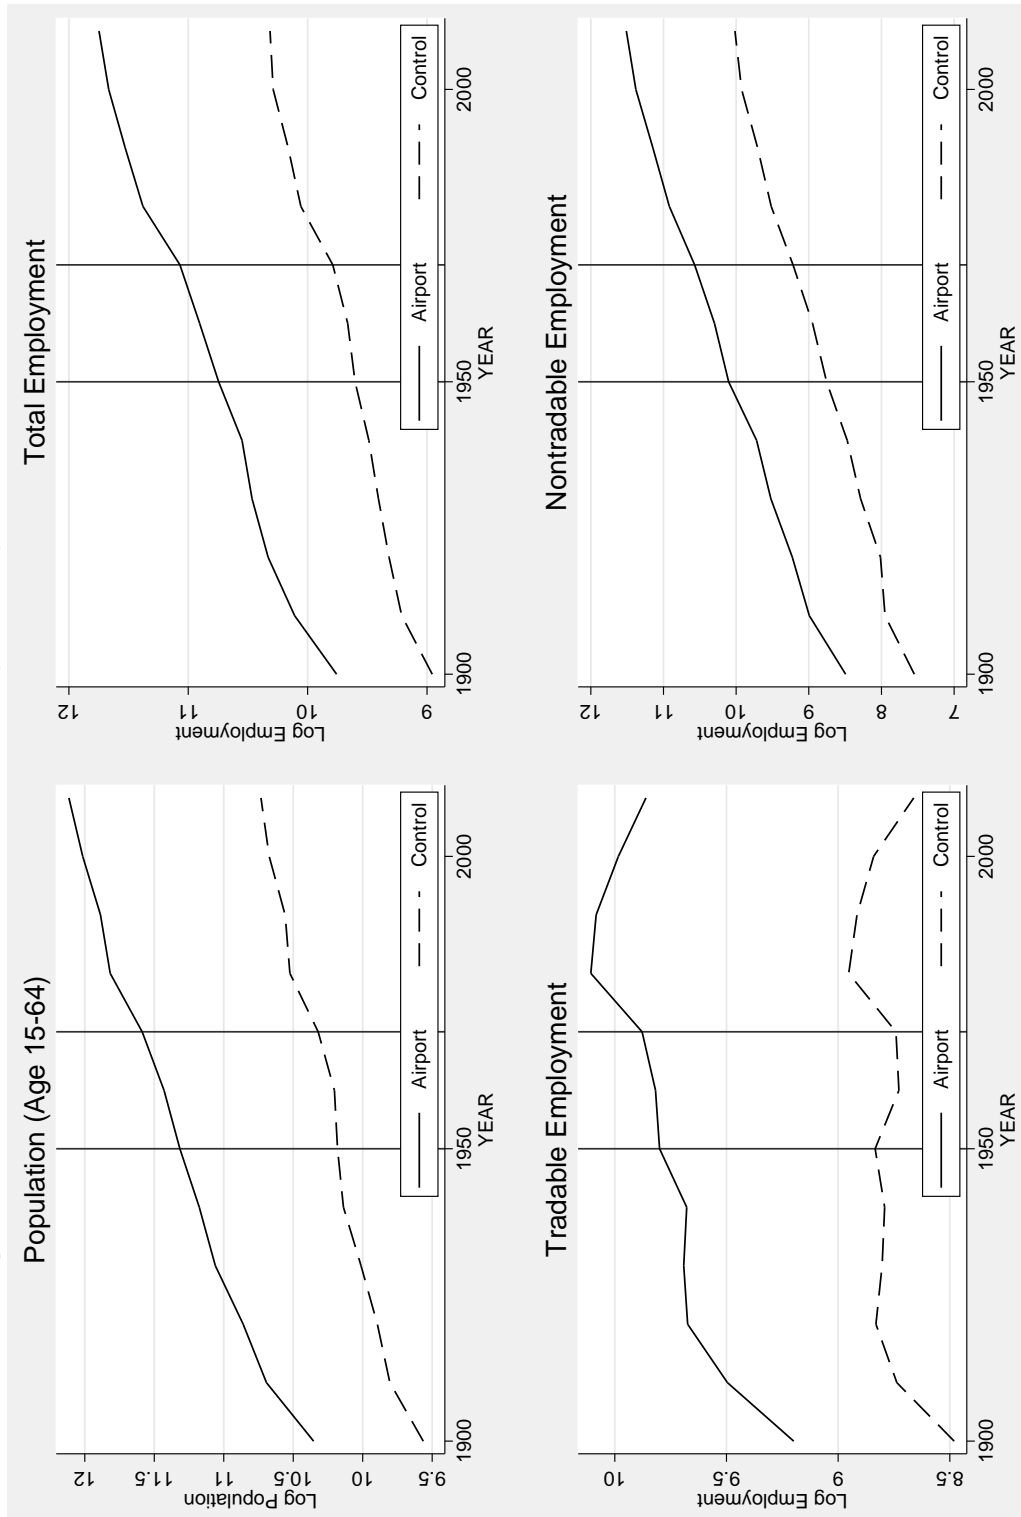 Population (Age 15-64)
Log Population
9.5 10 10.5 11 11.5 12
1900 1950 2000
YEAR
Airport Control
Total Employment
Log Employment
9 10 11 12
1900 1950 2000
YEAR
Airport Control
Tradable Employment
Log Employment
8.5 9 9.5 10
1900 1950 2000
YEAR
Airport Control
Nontradable Employment
Log Employment
7 8 9 10 11 12
1900 1950 2000
YEAR
Airport Control